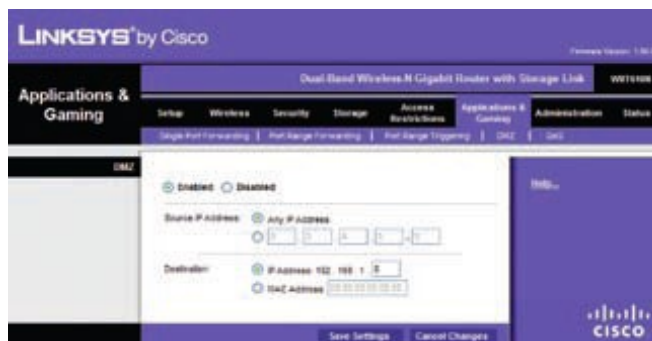 LINKSYS® by Cisco
Firmware Version:
Dual-Band Wireless-N Gigabit Router with Storage Link
Applications & Gaming
Setup Wireless Security Storage Access Restrictions Applications & Gaming Administration Status
Single Port Forwarding | Port Range Forwarding | Port Range Triggering | DMZ | QoS
DMZ
Enabled Disabled
Help...
Source IP Address: Any IP Address
Destination: IP Address: 192 . 168 . 1 .
MAC Address:
Save Settings Cancel Changes
CISCO